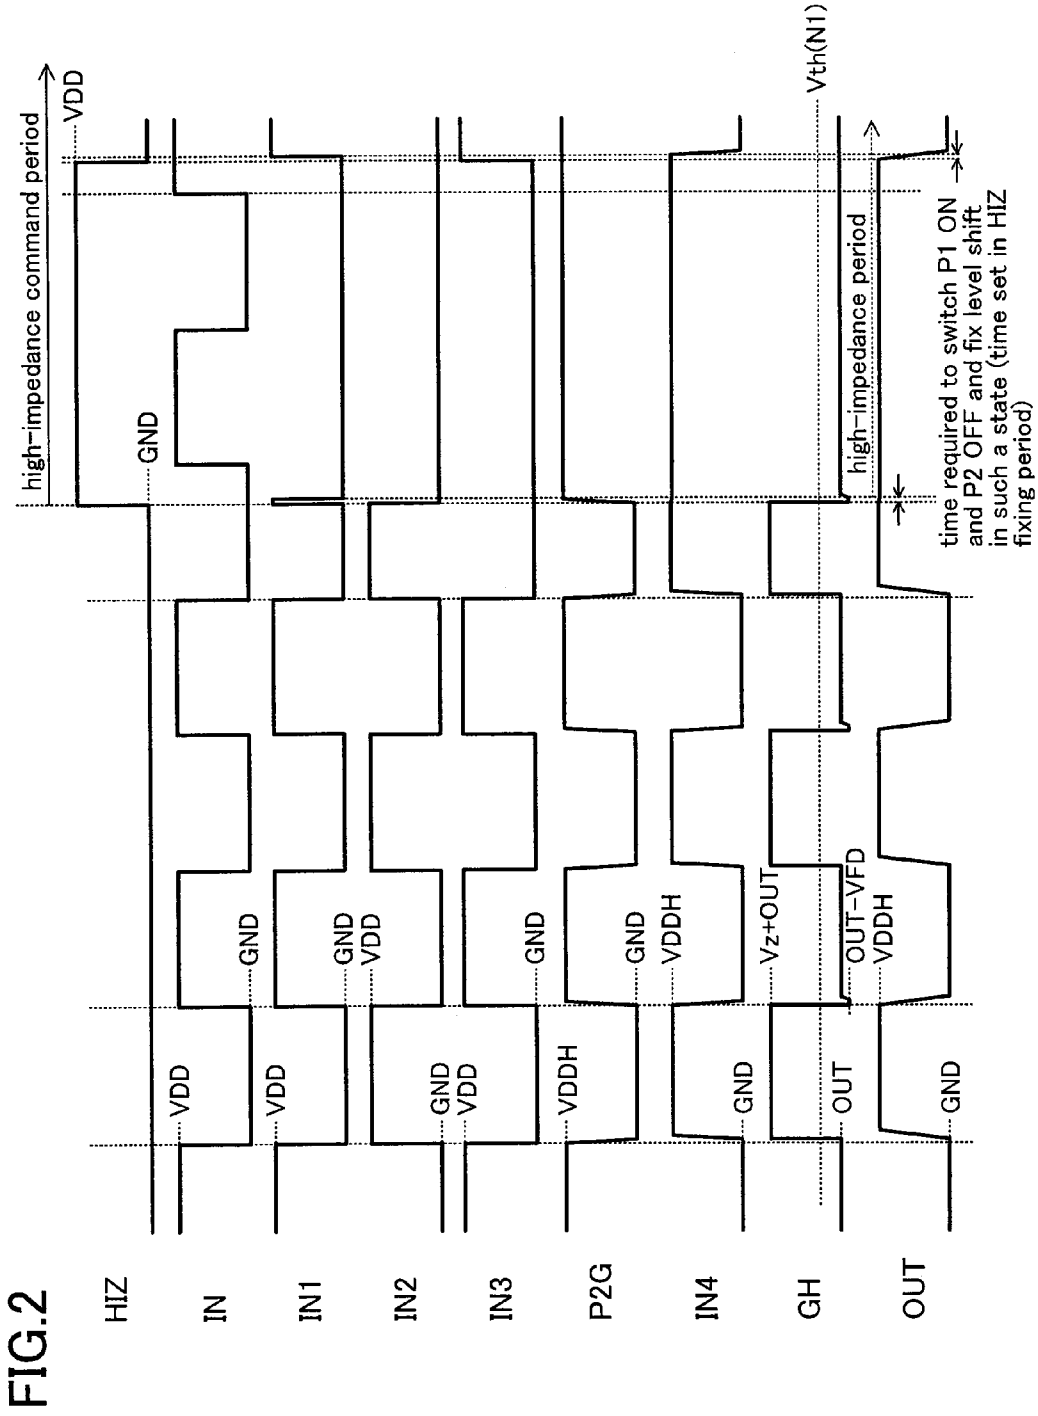 FIG.2
high-impedance command period
HIZ
VDD
GND
IN
VDD
GND
IN1
VDD
GND
IN2
VDD
GND
IN3
VDD
GND
P2G
VDDH
GND
IN4
VDDH
GND
GH
Vz+OUT
Vth(N1)
OUT
OUT-VFD
high-impedance period
OUT
VDDH
GND
time required to switch P1 ON
and P2 OFF and fix level shift
in such a state (time set in HIZ
fixing period)